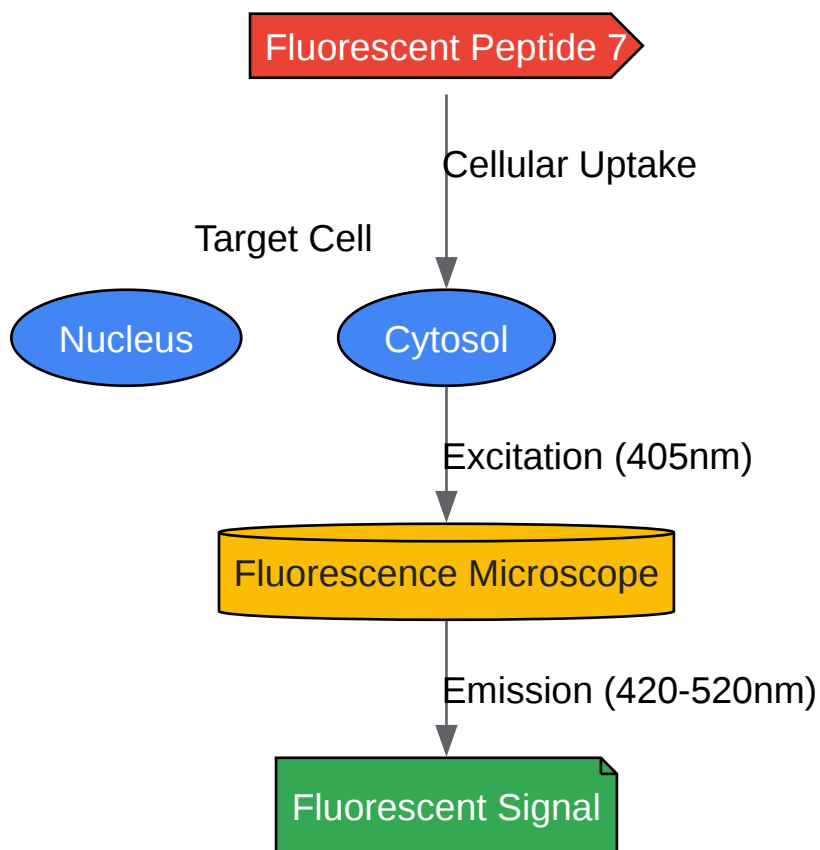 Fluorescent Peptide 7
Cellular Uptake
Target Cell
Nucleus
Cytosol
Excitation (405nm)
Fluorescence Microscope
Emission (420-520nm)
Fluorescent Signal